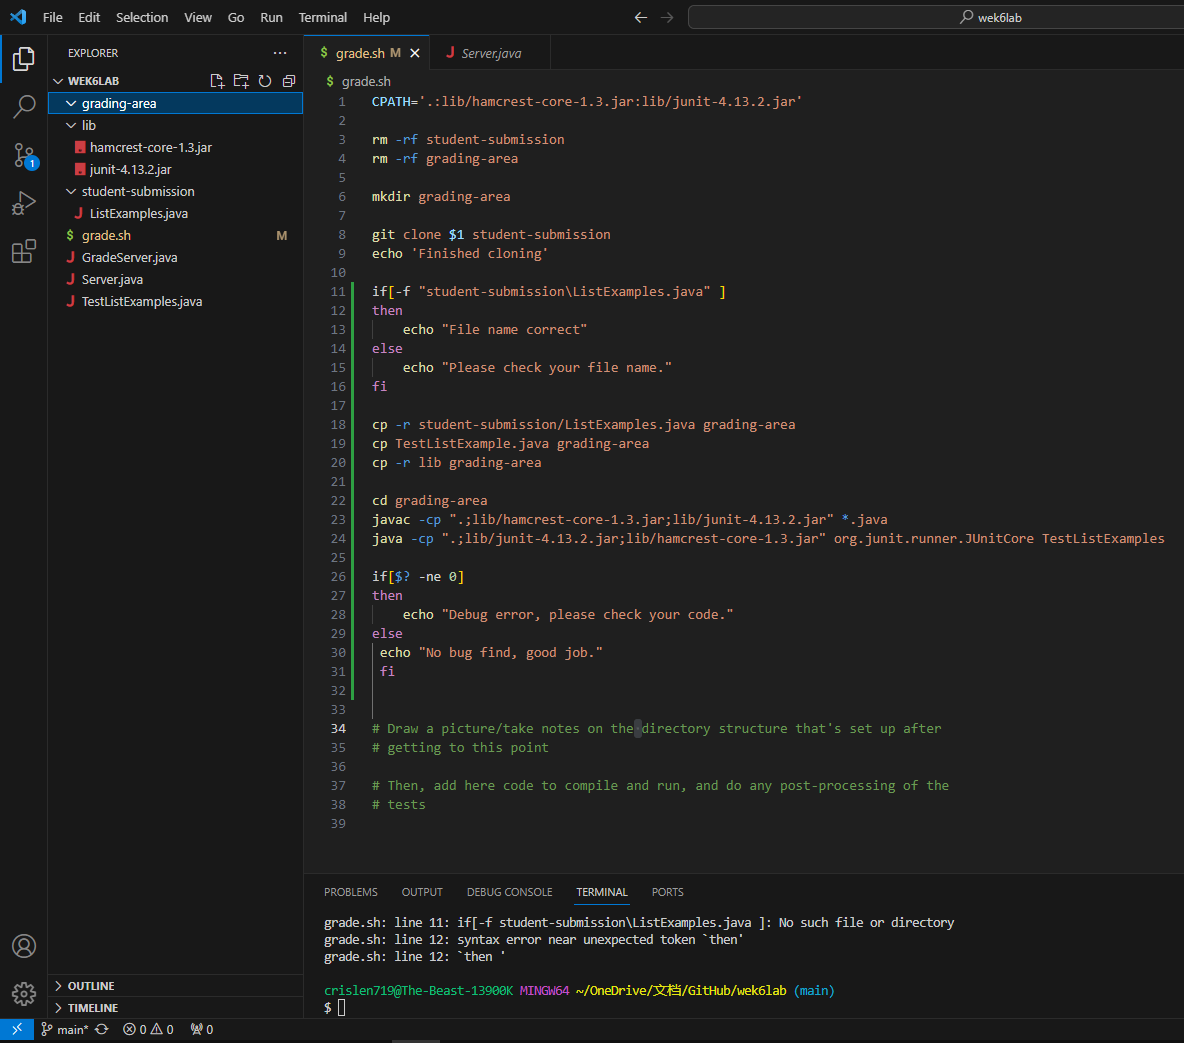 File Edit Selection View Go Run Terminal Help wek6lab
EXPLORER
WEK6LAB
grading-area
lib
hamcrest-core-1.3.jar
junit-4.13.2.jar
student-submission
J ListExamples.java
$ grade.sh M
J GradeServer.java
J Server.java
J TestListExamples.java
OUTLINE
TIMELINE
1
$ grade.sh M
J Server.java
$ grade.sh
1 CPATH='.:lib/hamcrest-core-1.3.jar:lib/junit-4.13.2.jar'
2
3 rm -rf student-submission
4 rm -rf grading-area
5
6 mkdir grading-area
7
8 git clone $1 student-submission
9 echo 'Finished cloning'
10
11 if[-f "student-submission\ListExamples.java" ]
12 then
13 echo "File name correct"
14 else
15 echo "Please check your file name."
16 fi
17
18 cp -r student-submission/ListExamples.java grading-area
19 cp TestListExample.java grading-area
20 cp -r lib grading-area
21
22 cd grading-area
23 javac -cp ".;lib/hamcrest-core-1.3.jar;lib/junit-4.13.2.jar" *.java
24 java -cp ".;lib/junit-4.13.2.jar;lib/hamcrest-core-1.3.jar" org.junit.runner.JUnitCore TestListExamples
25
26 if[$? -ne 0]
27 then
28 echo "Debug error, please check your code."
29 else
30 echo "No bug find, good job."
31 fi
32
33
34 # Draw a picture/take notes on the directory structure that's set up after
35 # getting to this point
36
37 # Then, add here code to compile and run, and do any post-processing of the
38 # tests
39
PROBLEMS OUTPUT DEBUG CONSOLE TERMINAL PORTS
grade.sh: line 11: if[-f student-submission\ListExamples.java ]: No such file or directory
grade.sh: line 12: syntax error near unexpected token `then'
grade.sh: line 12: `then '
crislen719@The-Beast-13900K MINGW64 ~/OneDrive/文档/GitHub/wek6lab (main)
$
main* 0 0 0